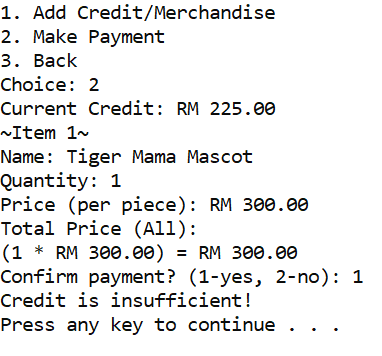 1. Add Credit/Merchandise
2. Make Payment
3. Back
Choice: 2
Current Credit: RM 225.00
~Item 1~
Name: Tiger Mama Mascot
Quantity: 1
Price (per piece): RM 300.00
Total Price (All):
(1 * RM 300.00) = RM 300.00
Confirm payment? (1-yes, 2-no): 1
Credit is insufficient!
Press any key to continue . . .